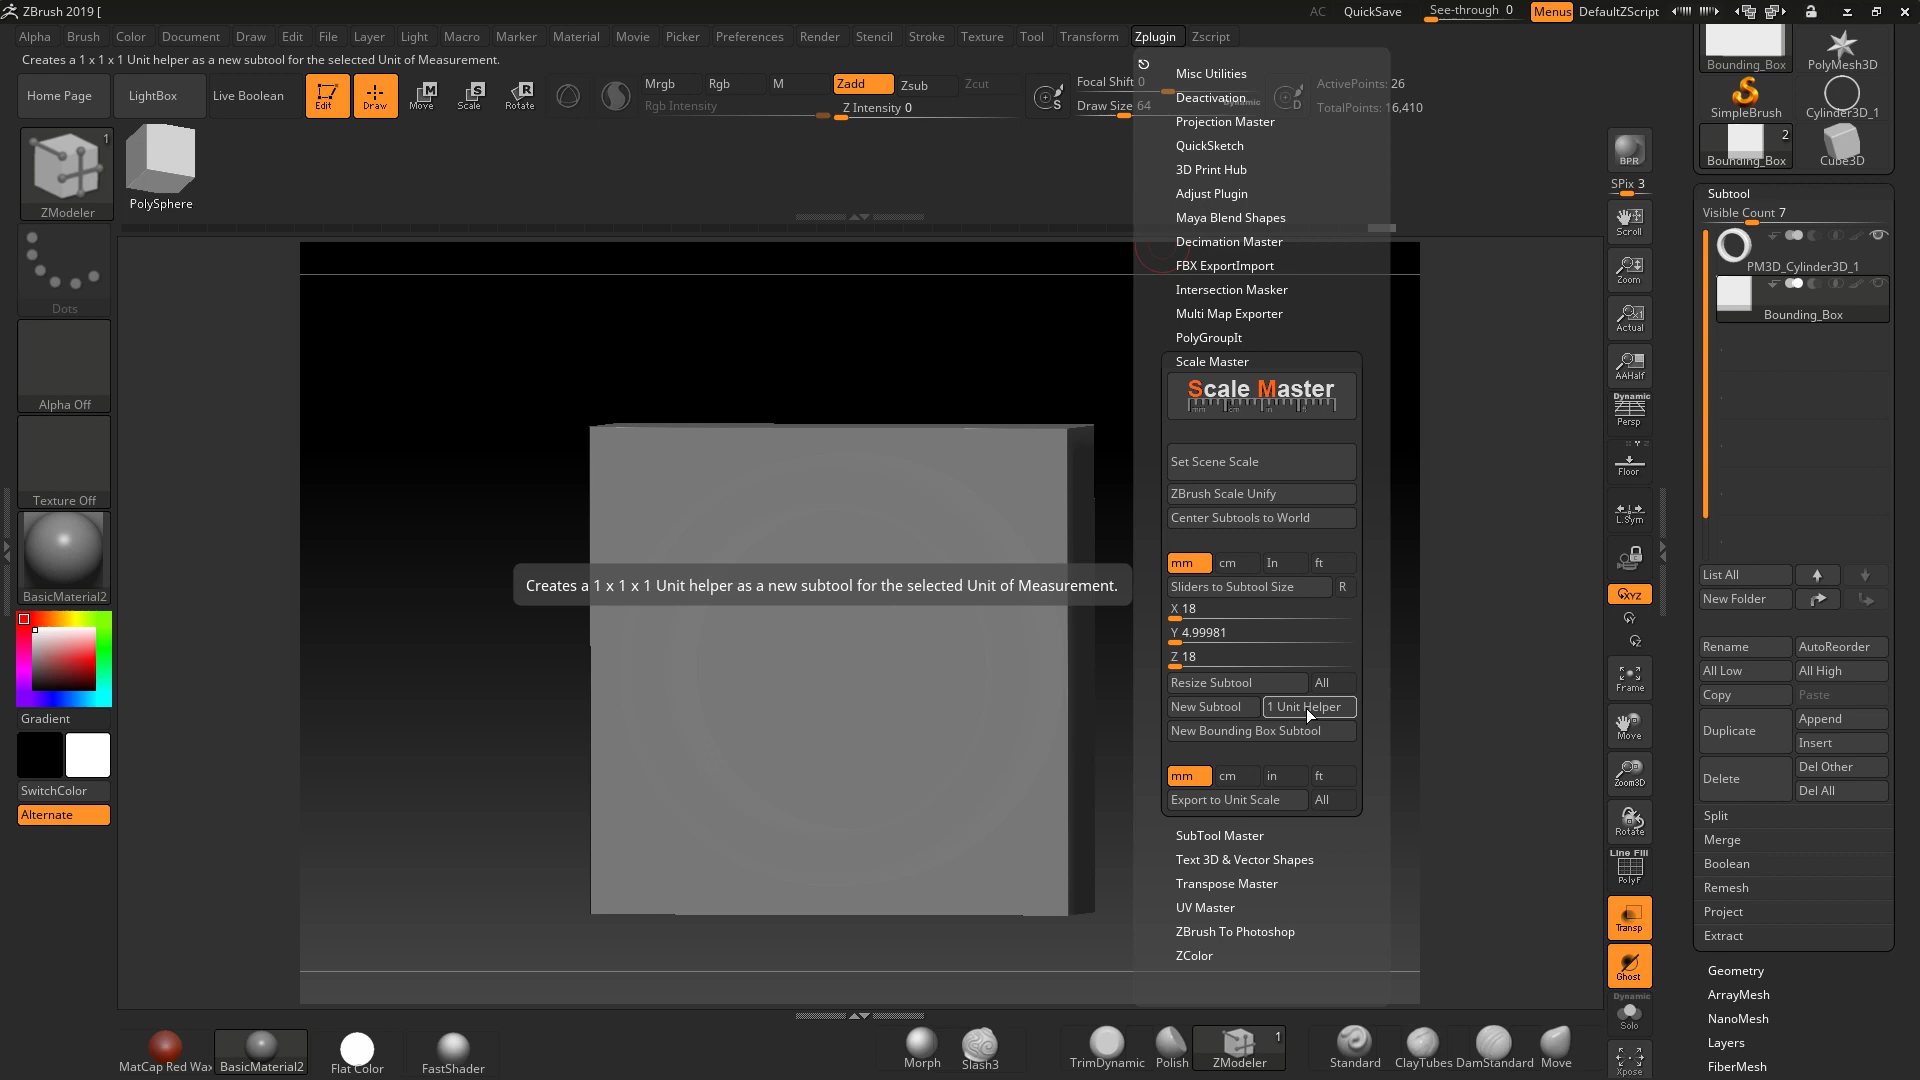 ZBrush 2019 [
AC QuickSave See-through 0 Menus DefaultZScript
Alpha Brush Color Document Draw Edit File Layer Light Macro Marker Material Movie Picker Preferences Render Stencil Stroke Texture Tool Transform Zplugin Zscript
Creates a 1 x 1 x 1 Unit helper as a new subtool for the selected Unit of Measurement.
Home Page LightBox Live Boolean Edit Draw Move Scale Rotate
Mrgb Rgb M Zadd Zsub Zcut
Rgb Intensity Z Intensity 0
Focal Shift 0
Draw Size 64 Dynamic
ActivePoints: 26
TotalPoints: 16,410
ZModeler 1
PolySphere
Dots
Alpha Off
Texture Off
BasicMaterial2
Gradient
SwitchColor
Alternate
Misc Utilities
Deactivation
Projection Master
QuickSketch
3D Print Hub
Adjust Plugin
Maya Blend Shapes
Decimation Master
FBX ExportImport
Intersection Masker
Multi Map Exporter
PolyGroupIt
Scale Master
Scale Master
mm cm in ft
Set Scene Scale
ZBrush Scale Unify
Center Subtools to World
mm cm In ft
Sliders to Subtool Size R
X 18
Y 4.99981
Z 18
Resize Subtool All
New Subtool 1 Unit Helper
New Bounding Box Subtool
mm cm in ft
Export to Unit Scale All
SubTool Master
Text 3D & Vector Shapes
Transpose Master
UV Master
ZBrush To Photoshop
ZColor
Creates a 1 x 1 x 1 Unit helper as a new subtool for the selected Unit of Measurement.
BPR
SPix 3
Scroll
Zoom
Actual
AAHalf
Dynamic
Persp
Floor
L.Sym
XYZ
Frame
Move
Zoom3D
Rotate
Line Fill
PolyF
Transp
Ghost
Dynamic
Solo
Xpose
Bounding_Box PolyMesh3D
SimpleBrush Cylinder3D_1
2
Bounding_Box Cube3D
Subtool
Visible Count 7
PM3D_Cylinder3D_1
Bounding_Box
List All
New Folder
Rename AutoReorder
All Low All High
Copy Paste
Duplicate Append
Insert
Delete Del Other
Del All
Split
Merge
Boolean
Remesh
Project
Extract
Geometry
ArrayMesh
NanoMesh
Layers
FiberMesh
MatCap Red Wax BasicMaterial2 Flat Color FastShader Morph Slash3 TrimDynamic Polish ZModeler 1 Standard ClayTubes DamStandard Move